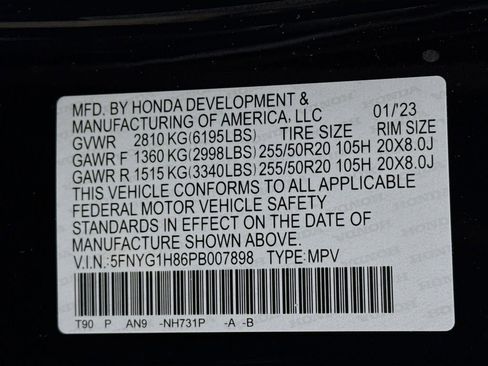 MFD. BY HONDA DEVELOPMENT &
MANUFACTURING OF AMERICA, LLC 01/'23
GVWR 2810 KG(6195LBS) TIRE SIZE RIM SIZE
GAWR F 1360 KG(2998LBS) 255/50R20 105H 20X8.0J
GAWR R 1515 KG(3340LBS) 255/50R20 105H 20X8.0J
THIS VEHICLE CONFORMS TO ALL APPLICABLE
FEDERAL MOTOR VEHICLE SAFETY
STANDARDS IN EFFECT ON THE DATE OF
MANUFACTURE SHOWN ABOVE.
V.I.N.:5FNYG1H86PB007898 TYPE:MPV
T90 P AN9 -NH731P -A -B